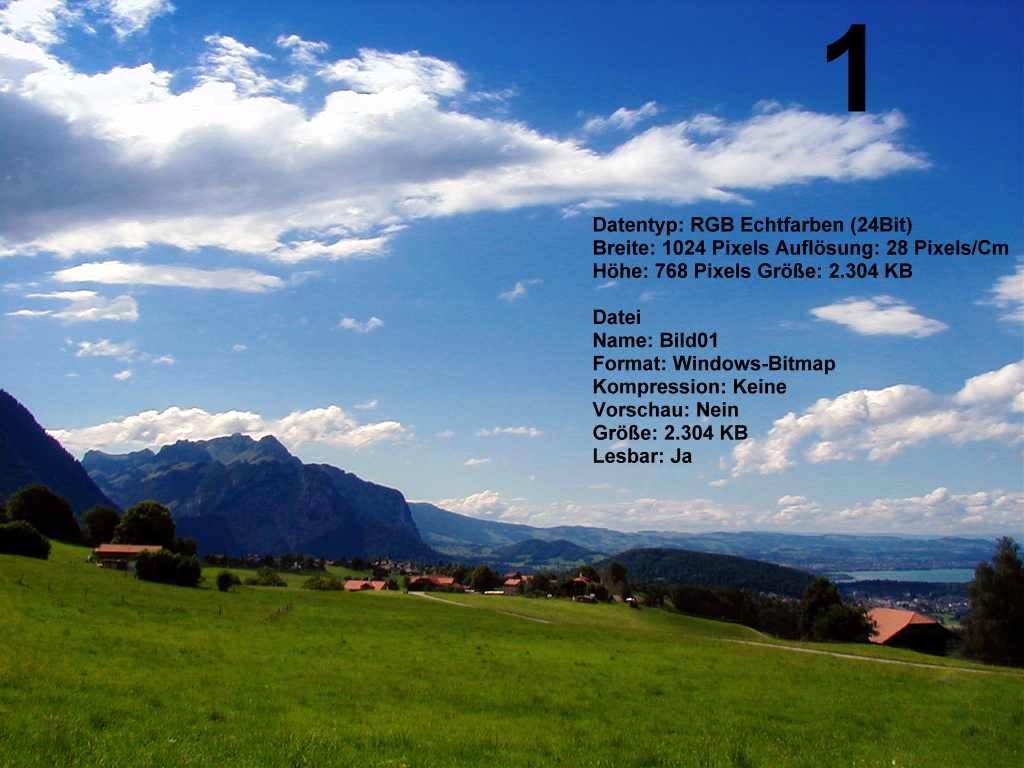 1
Datentyp: RGB Echtfarben (24Bit)
Breite: 1024 Pixels Auflösung: 28 Pixels/Cm
Höhe: 768 Pixels Größe: 2.304 KB
Datei
Name: Bild01
Format: Windows-Bitmap
Kompression: Keine
Vorschau: Nein
Größe: 2.304 KB
Lesbar: Ja